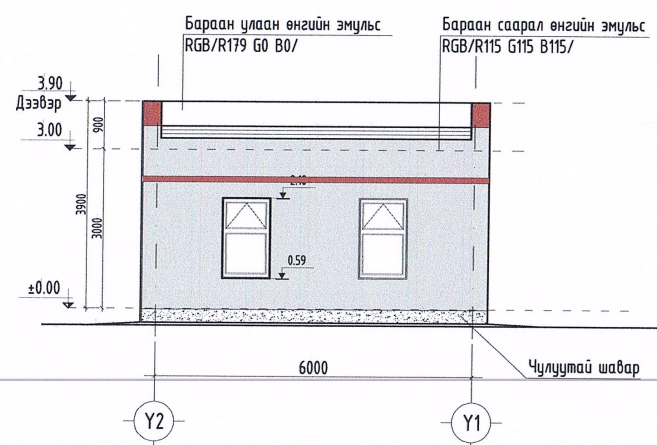 Бараан улаан өнгийн эмульс
RGB/R179 G0 B0/
Бараан саарал өнгийн эмульс
RGB/R115 G115 B115/
3.90
Дээвэр
3.00
900
3900
3000
0.59
±0.00
6000
Чулуутай шавар
Y2
Y1